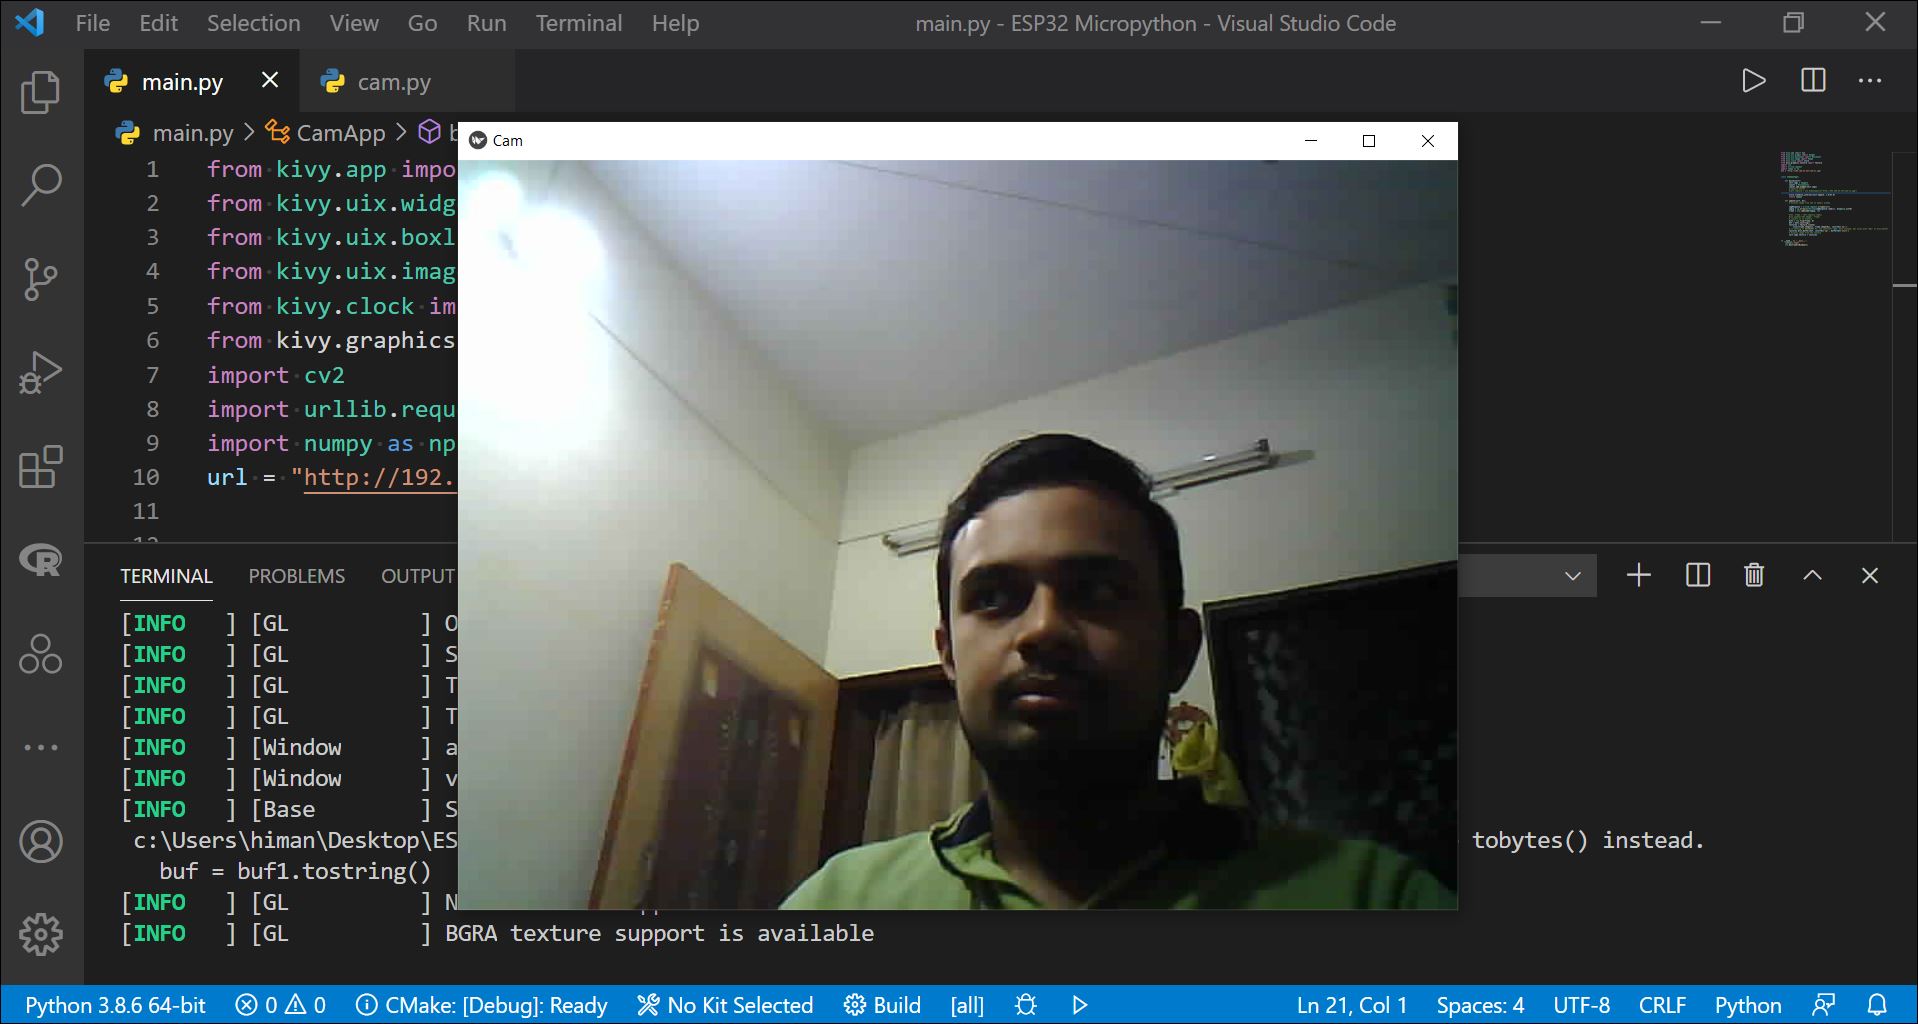 File Edit Selection View Go Run Terminal Help main.py - ESP32 Micropython - Visual Studio Code
main.py cam.py
main.py > CamApp > b
Cam
1 from kivy.app impo
2 from kivy.uix.widg
3 from kivy.uix.boxl
4 from kivy.uix.imag
5 from kivy.clock im
6 from kivy.graphics
7 import cv2
8 import urllib.requ
9 import numpy as np
10 url = "http://192.
11
12
TERMINAL PROBLEMS OUTPUT
[INFO ] [GL ] O
[INFO ] [GL ] S
[INFO ] [GL ] T
[INFO ] [GL ] T
[INFO ] [Window ] a
[INFO ] [Window ] v
[INFO ] [Base ] S
c:\Users\himan\Desktop\ES tobytes() instead.
buf = buf1.tostring()
[INFO ] [GL ] N
[INFO ] [GL ] BGRA texture support is available
Python 3.8.6 64-bit 0 0 CMake: [Debug]: Ready No Kit Selected Build [all] Ln 21, Col 1 Spaces: 4 UTF-8 CRLF Python